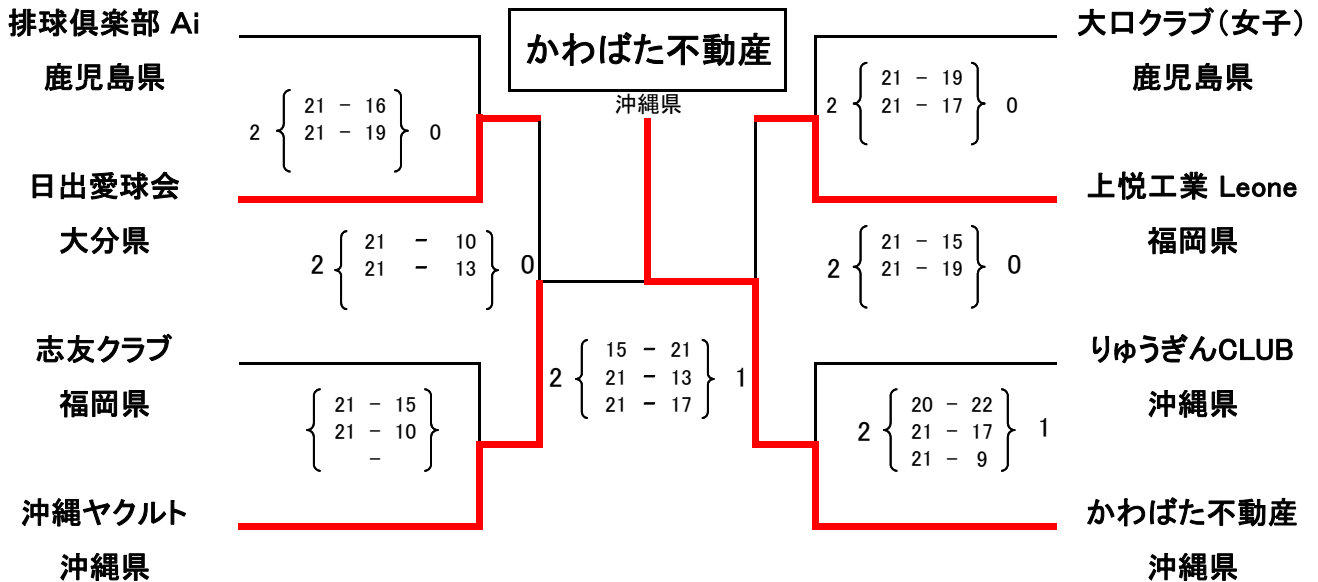 排球倶楽部 Ai
鹿児島県
かわばた不動産
沖縄県
大口クラブ（女子）
鹿児島県
2 21 - 16 0
21 - 19
2 21 - 19 0
21 - 17
日出愛球会
大分県
上悦工業 Leone
福岡県
2 21 - 10 0
21 - 13
2 21 - 15 0
21 - 19
志友クラブ
福岡県
2 15 - 21 1
21 - 13
21 - 17
りゅうぎんCLUB
沖縄県
21 - 15
21 - 10
-
2 20 - 22 1
21 - 17
21 - 9
沖縄ヤクルト
沖縄県
かわばた不動産
沖縄県